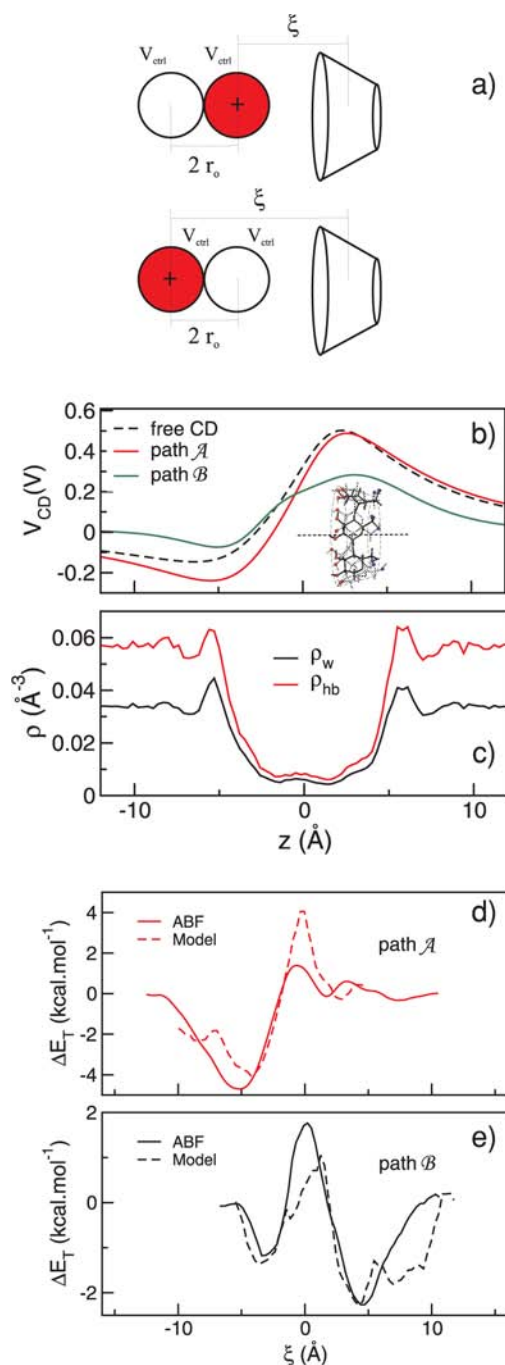 ξ
V_ctrl V_ctrl
a)
+
2 r_o
ξ
V_ctrl V_ctrl
+
2 r_o
0.6
0.4
0.2
0
-0.2
V_CD(V)
free CD
path 𝒜
path ℬ
b)
0.06
0.04
0.02
0
ρ (Å^-3)
ρ_w
ρ_hb
c)
-10 0 10
z (Å)
4
2
0
-2
-4
ΔE_T (kcal.mol^-1)
ABF
Model
path 𝒜
d)
2
0
-2
ΔE_T (kcal.mol^-1)
ABF
Model
path ℬ
e)
-10 0 10
ξ (Å)